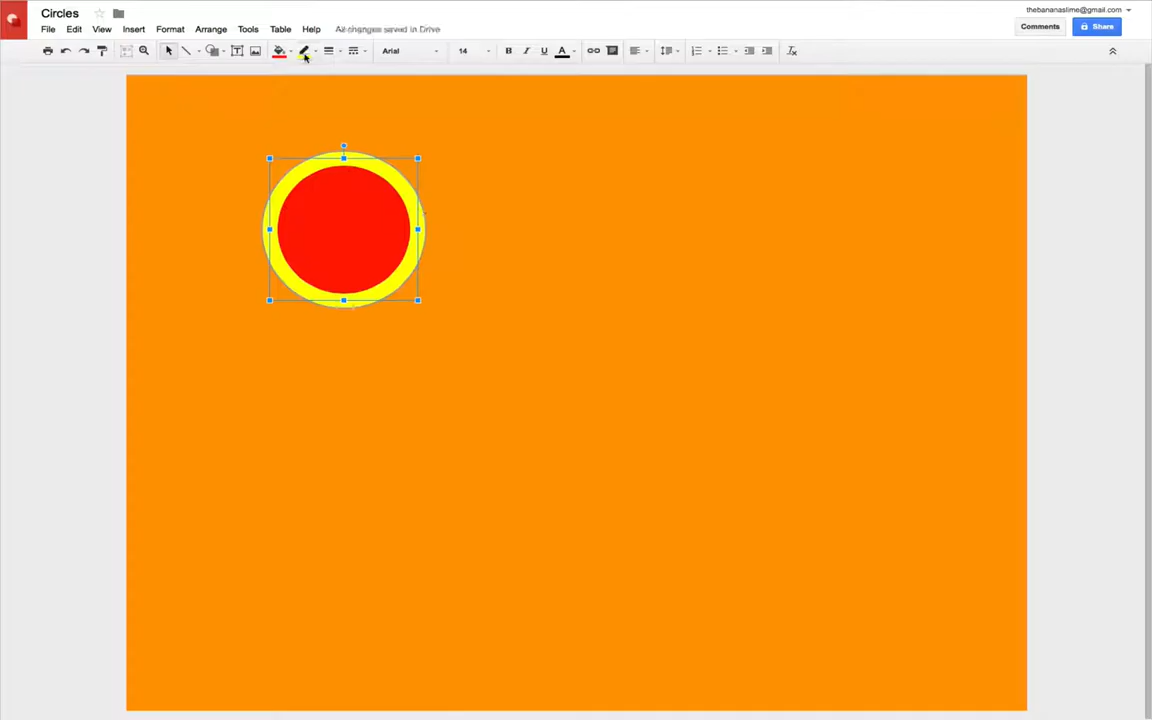 Circles
thebananaslime@gmail.com
File Edit View Insert Format Arrange Tools Table Help All changes saved in Drive
Comments Share
Arial 14 B I U A